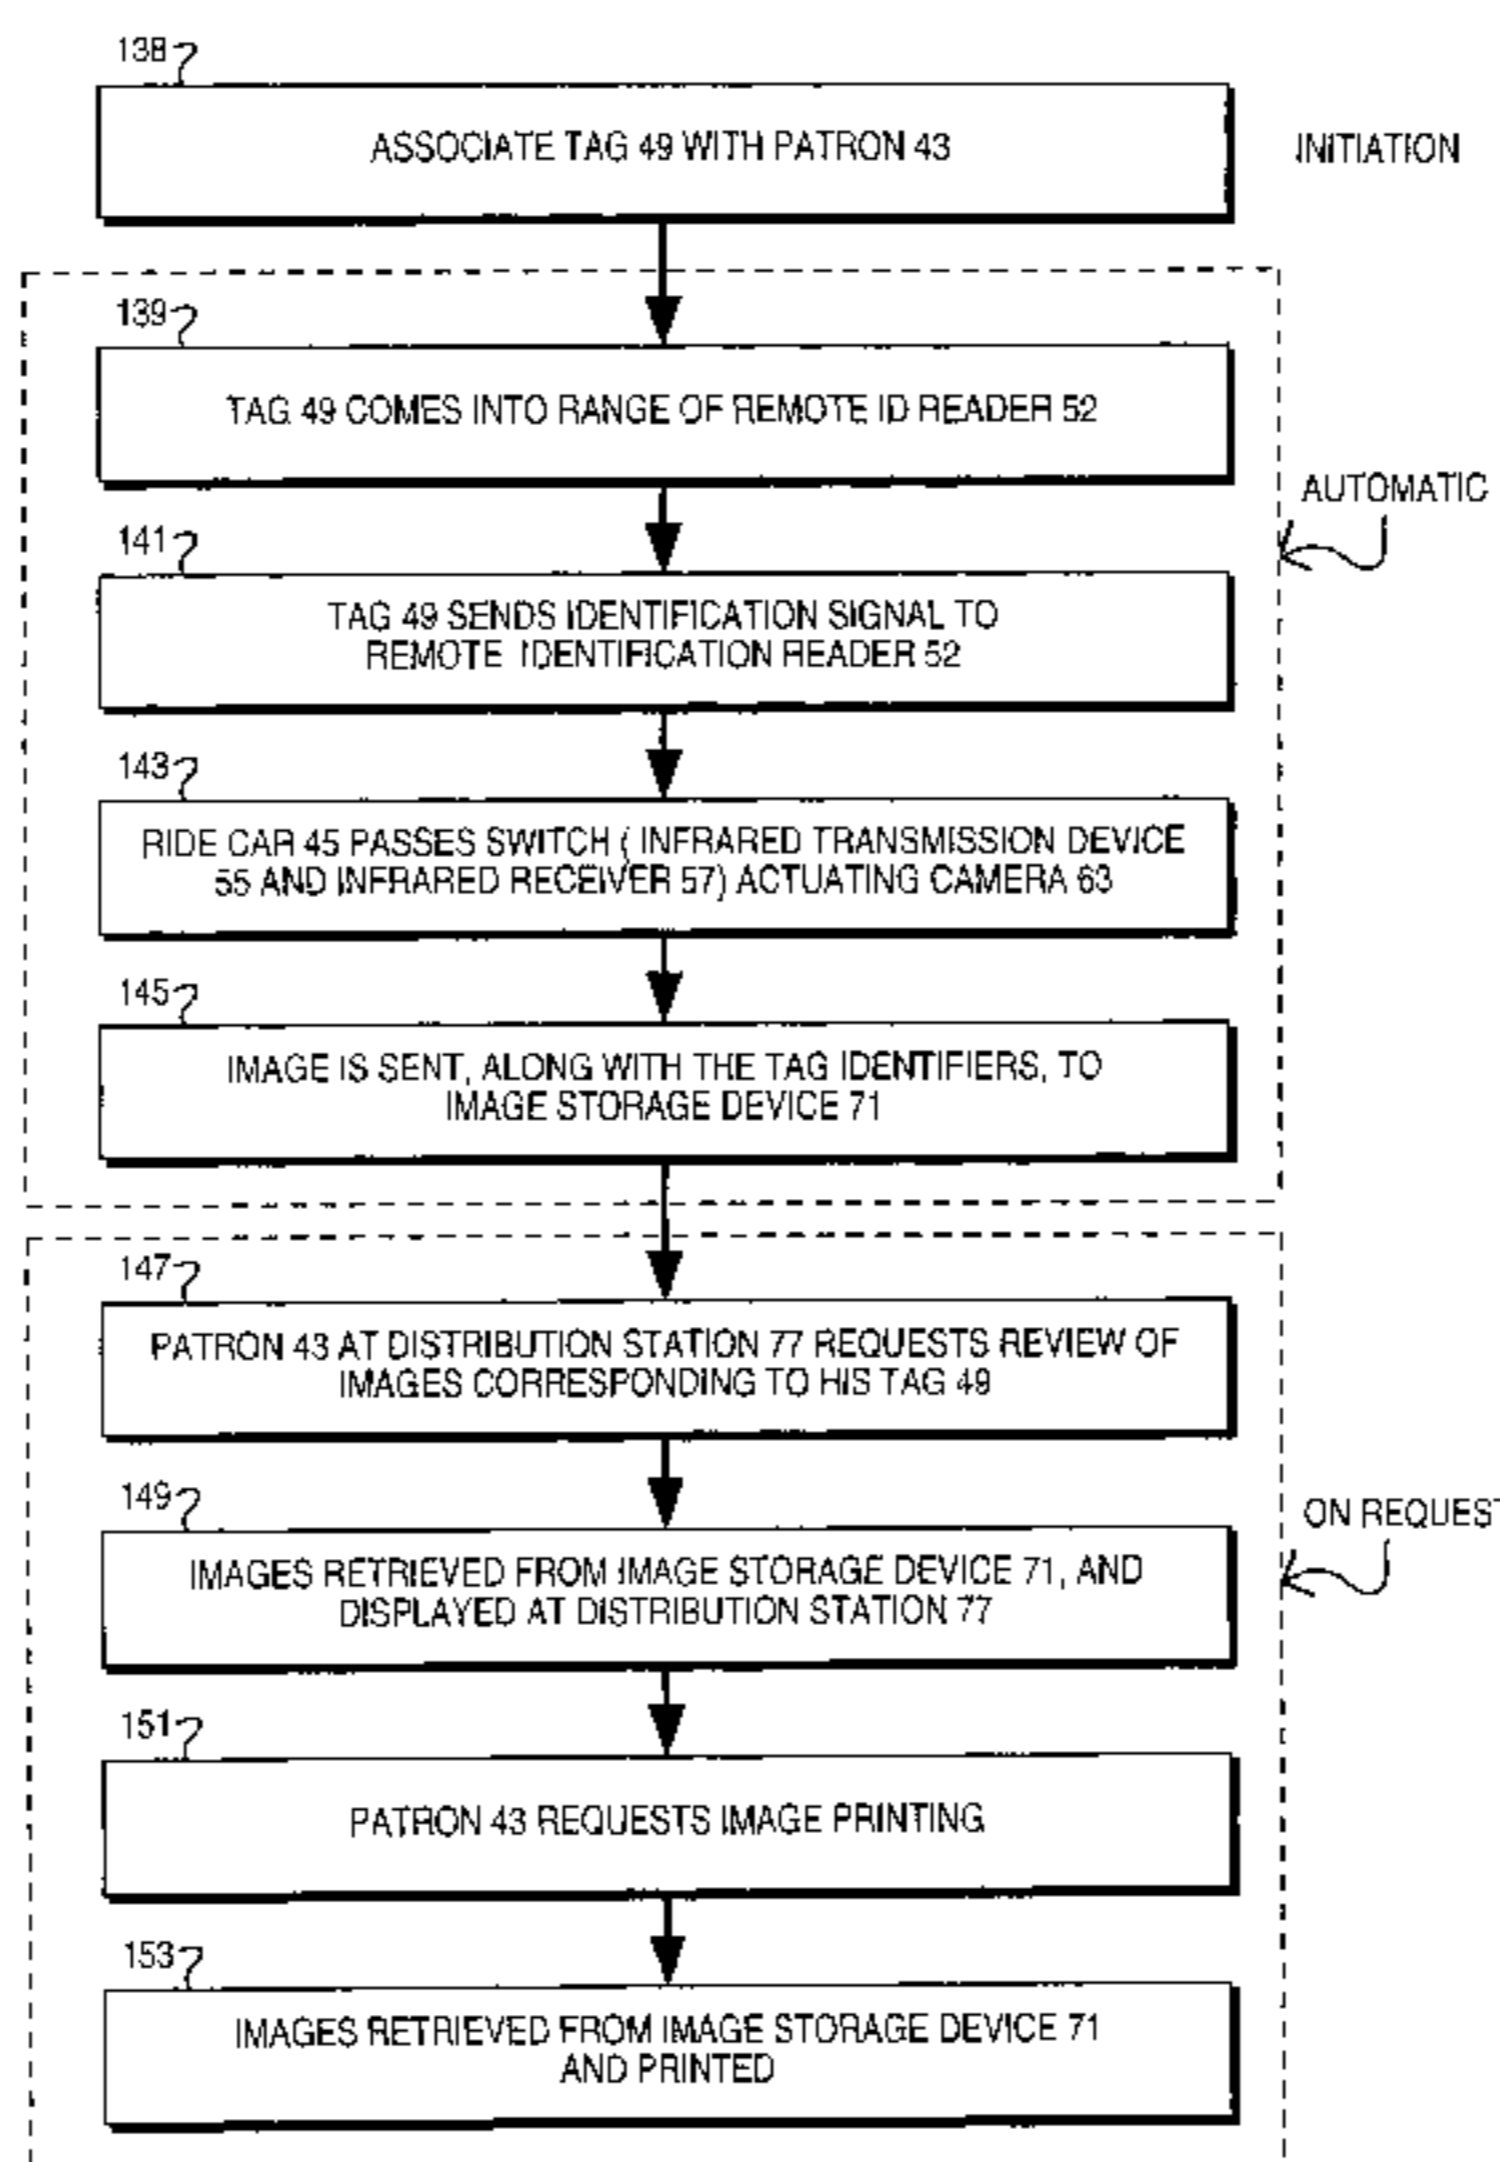 138
ASSOCIATE TAG 49 WITH PATRON 43
INITIATION
139
TAG 49 COMES INTO RANGE OF REMOTE ID READER 52
AUTOMATIC
141
TAG 49 SENDS IDENTIFICATION SIGNAL TO
REMOTE IDENTIFICATION READER 52
143
RIDE CAR 45 PASSES SWITCH ( INFRARED TRANSMISSION DEVICE
55 AND INFRARED RECEIVER 57) ACTUATING CAMERA 63
145
IMAGE IS SENT, ALONG WITH THE TAG IDENTIFIERS, TO
IMAGE STORAGE DEVICE 71
147
PATRON 43 AT DISTRIBUTION STATION 77 REQUESTS REVIEW OF
IMAGES CORRESPONDING TO HIS TAG 49
149
IMAGES RETRIEVED FROM IMAGE STORAGE DEVICE 71, AND
DISPLAYED AT DISTRIBUTION STATION 77
ON REQUEST
151
PATRON 43 REQUESTS IMAGE PRINTING
153
IMAGES RETRIEVED FROM IMAGE STORAGE DEVICE 71
AND PRINTED